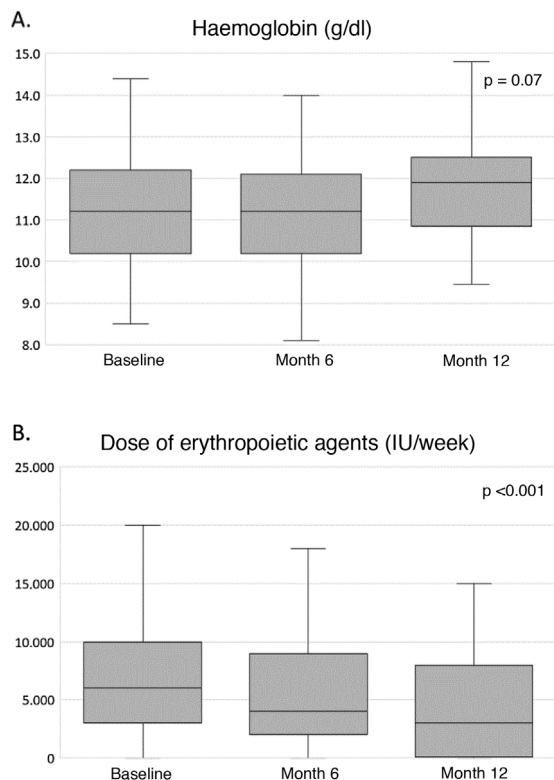 A.
Haemoglobin (g/dl)
15.0
p = 0.07
14.0
13.0
12.0
11.0
10.0
9.0
8.0
Baseline Month 6 Month 12
B.
Dose of erythropoietic agents (IU/week)
25.000
p <0.001
20.000
15.000
10.000
5.000
0
Baseline Month 6 Month 12